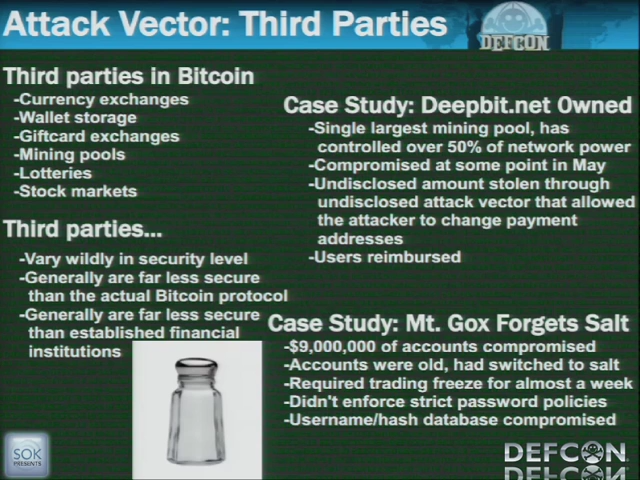 Attack Vector: Third Parties
DEFCON
Third parties in Bitcoin
-Currency exchanges
-Wallet storage
-Giftcard exchanges
-Mining pools
-Lotteries
-Stock markets
Third parties...
-Vary wildly in security level
-Generally are far less secure
than the actual Bitcoin protocol
-Generally are far less secure
than established financial
institutions
Case Study: Deepbit.net Owned
-Single largest mining pool, has
controlled over 50% of network power
-Compromised at some point in May
-Undisclosed amount stolen through
undisclosed attack vector that allowed
the attacker to change payment
addresses
-Users reimbursed
Case Study: Mt. Gox Forgets Salt
-$9,000,000 of accounts compromised
-Accounts were old, had switched to salt
-Required trading freeze for almost a week
-Didn't enforce strict password policies
-Username/hash database compromised
SOK
PRESENTS
DEFCON